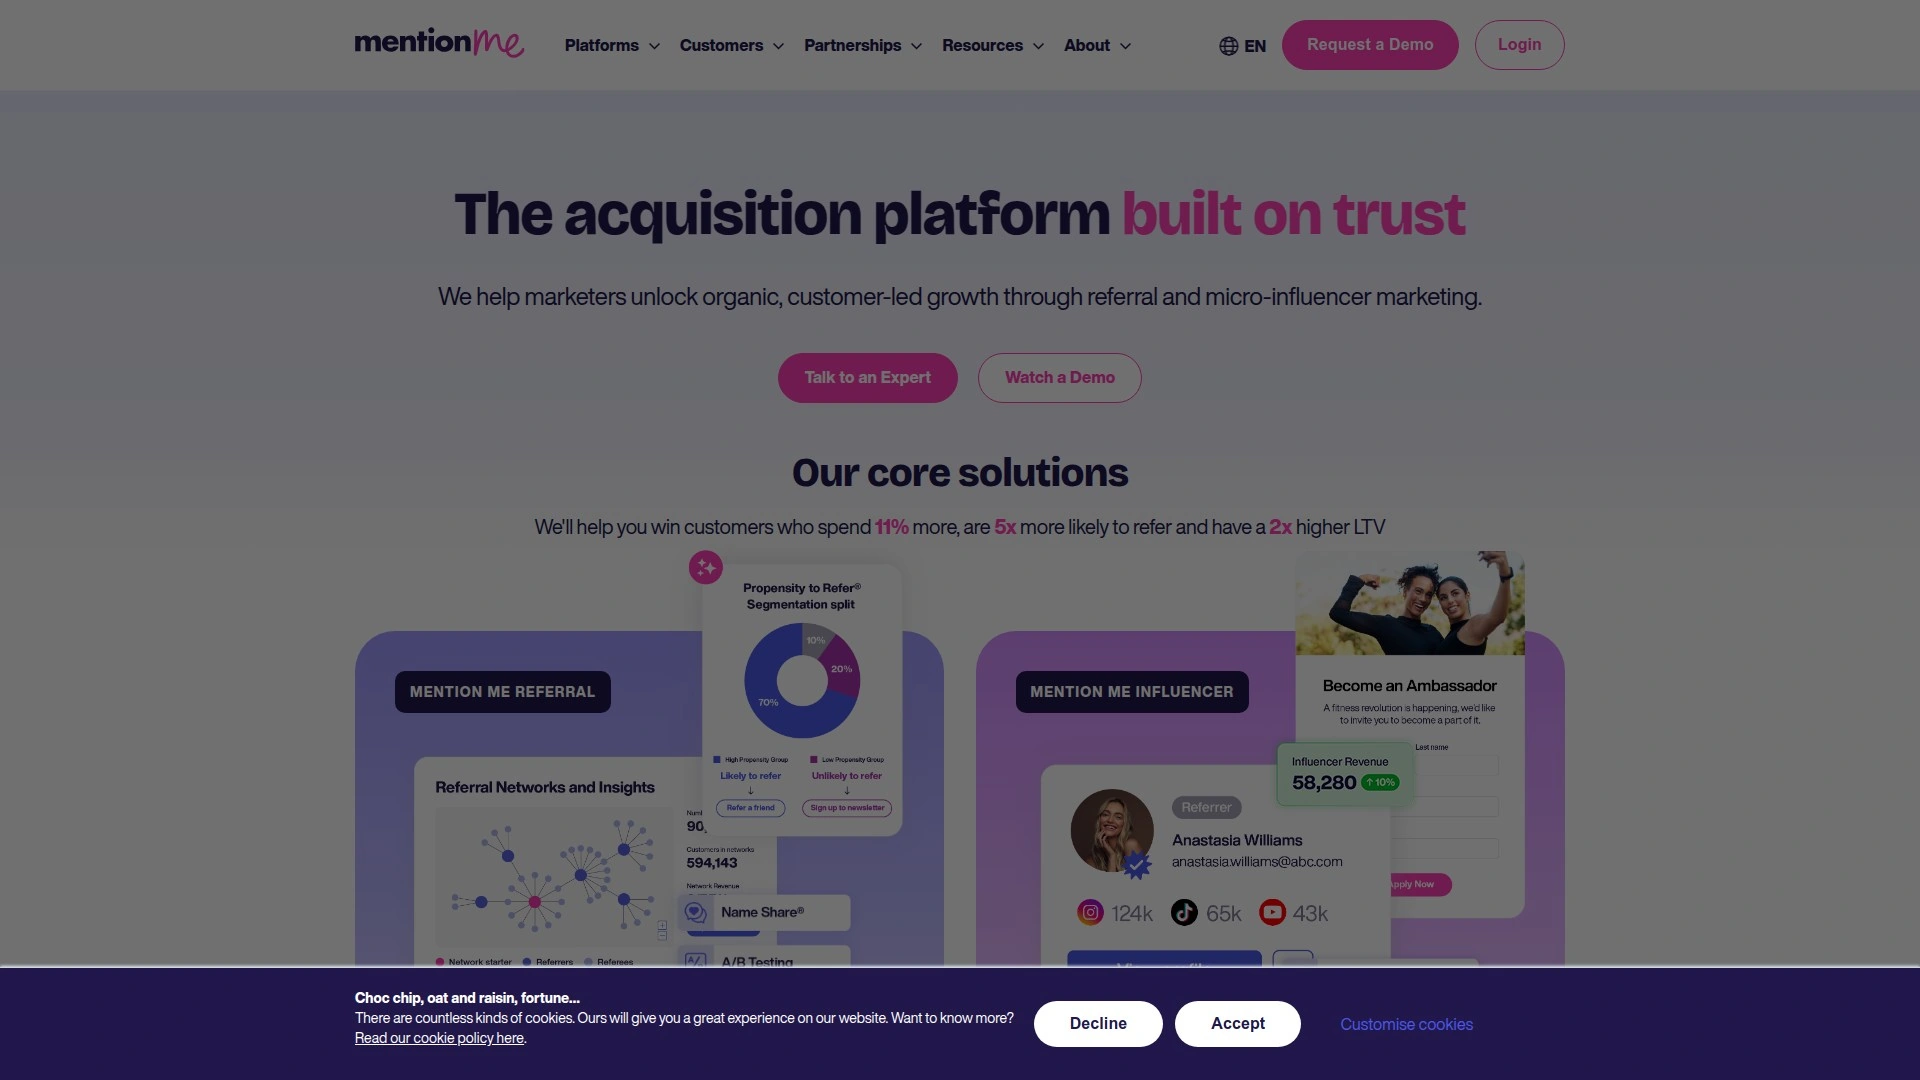 mentionme
Platforms
Customers
Partnerships
Resources
About
EN
Request a Demo
Login
The acquisition platform built on trust
We help marketers unlock organic, customer-led growth through referral and micro-influencer marketing.
Talk to an Expert
Watch a Demo
Our core solutions
We'll help you win customers who spend 11% more, are 5x more likely to refer and have a 2x higher LTV
MENTION ME REFERRAL
Propensity to Refer®
Segmentation split
10%
20%
70%
High Propensity Group
Low Propensity Group
Likely to refer
Unlikely to refer
Refer a friend
Sign up to newsletter
Referral Networks and Insights
90,
Customers in networks
594,143
Network Revenue
Name Share®
A/B Testing
Network starter
Referrers
Referees
MENTION ME INFLUENCER
Become an Ambassador
A fitness revolution is happening, we'd like
to invite you to become a part of it.
Last name
Influencer Revenue
58,280
10%
Referrer
Anastasia Williams
anastasia.williams@abc.com
124k
65k
43k
Apply Now
Choc chip, oat and raisin, fortune...
There are countless kinds of cookies. Ours will give you a great experience on our website. Want to know more?
Read our cookie policy here.
Decline
Accept
Customise cookies